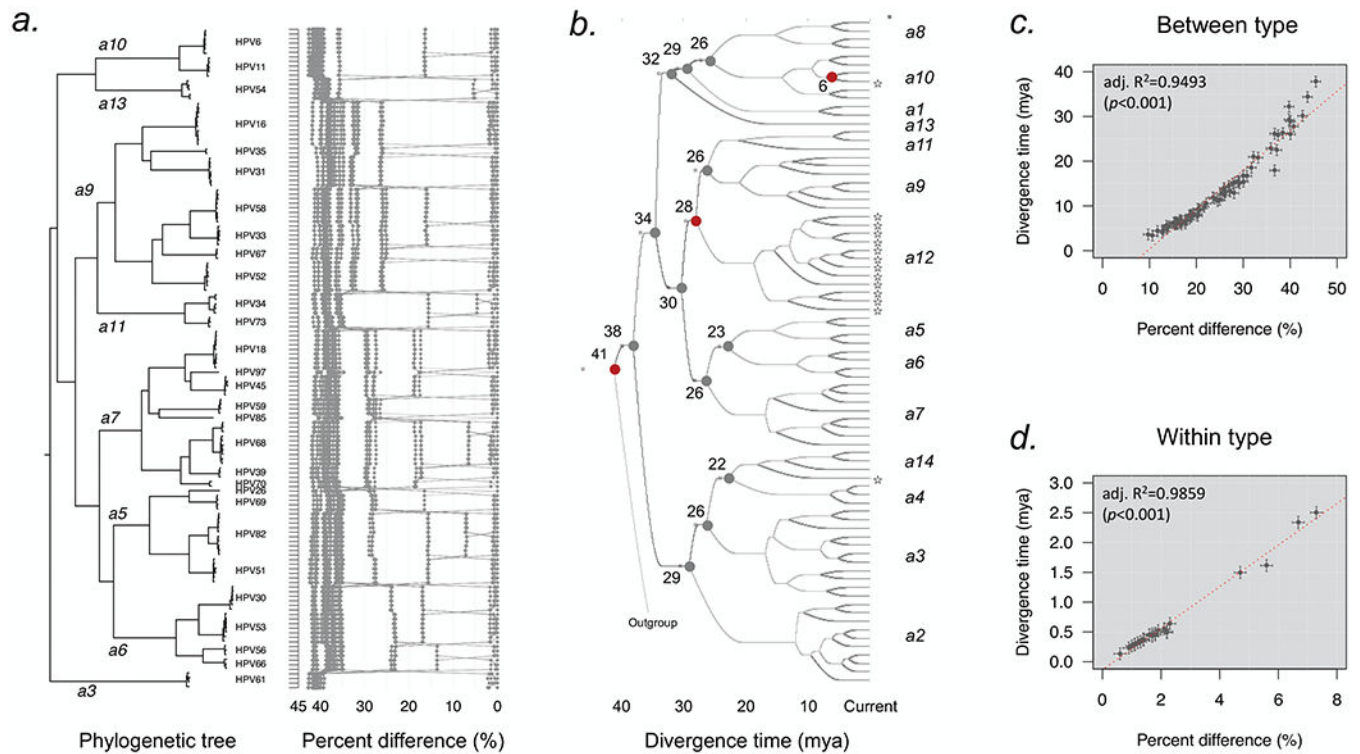 a.
a10
HPV6
HPV11
a13
HPV54
HPV16
HPV35
HPV31
a9
HPV58
HPV33
HPV67
HPV52
a11
HPV34
HPV73
HPV18
HPV97
HPV45
a7
HPV59
HPV85
HPV68
HPV39
HPV70
HPV26
a5
HPV69
HPV82
HPV51
HPV30
HPV53
a6
HPV56
HPV66
a3
HPV61
Phylogenetic tree
45 40 30 20 10 0
Percent difference (%)
b.
32 29 26
6
26
28
34
30
38
41
23
26
22
26
29
Outgroup
a8
a10
a1
a13
a11
a9
a12
a5
a6
a7
a14
a4
a3
a2
40 30 20 10 Current
Divergence time (mya)
c. Between type
adj. R²=0.9493
(p<0.001)
Divergence time (mya)
40
30
20
10
0
0 10 20 30 40 50
Percent difference (%)
d. Within type
adj. R²=0.9859
(p<0.001)
Divergence time (mya)
3.0
2.5
2.0
1.5
1.0
0.5
0.0
0 2 4 6 8
Percent difference (%)